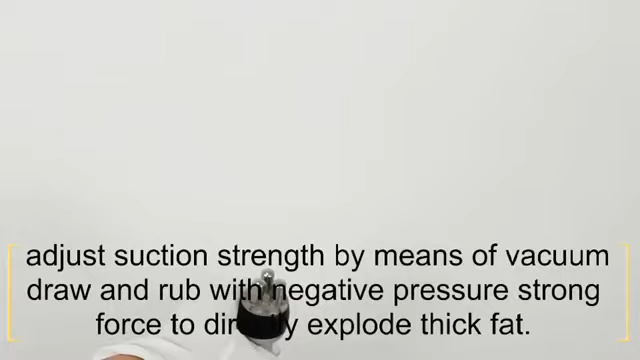 adjust suction strength by means of vacuum
draw and rub with negative pressure strong
force to directly explode thick fat.